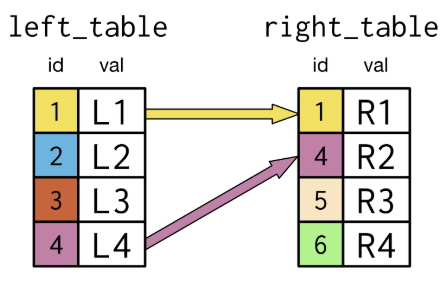 left_table right_table
id val id val
1 L1 1 R1
2 L2 4 R2
3 L3 5 R3
4 L4 6 R4